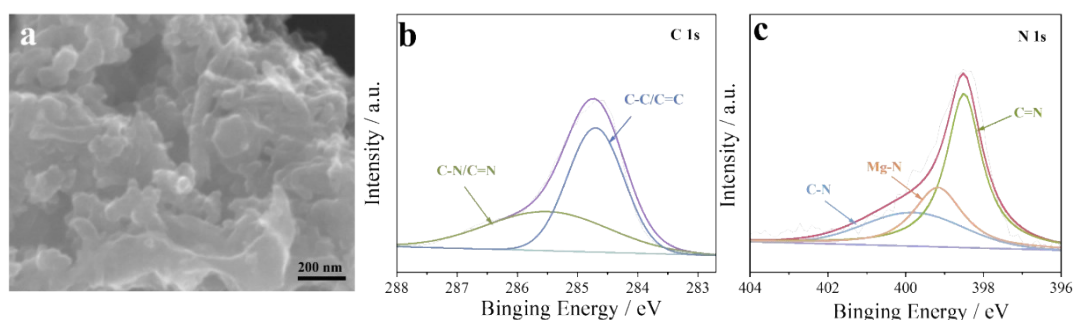 a
200 nm
b
C 1s
C-C/C=C
C-N/C=N
Intensity / a.u.
288 287 286 285 284 283
Binging Energy / eV
c
N 1s
C=N
Mg-N
C-N
Intensity / a.u.
404 402 400 398 396
Binging Energy / eV